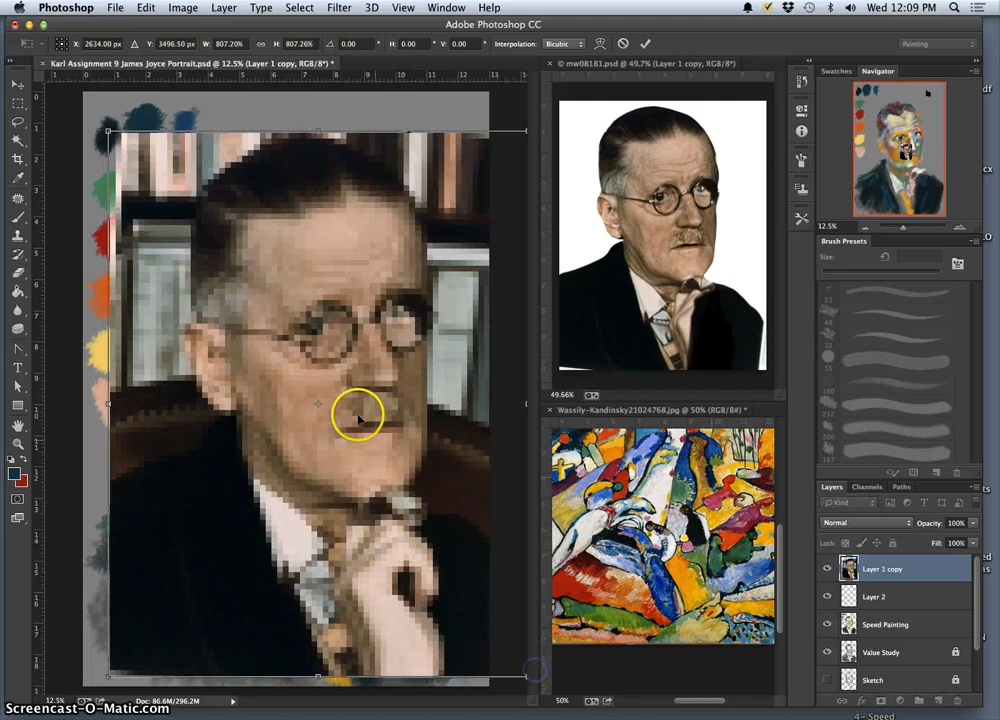 Photoshop File Edit Image Layer Type Select Filter 3D View Window Help Wed 12:09 PM
Adobe Photoshop CC
X: 2634.00 px Y: 3496.50 px W: 807.20% H: 807.26% 0.00 H: 0.00 V: 0.00 Interpolation: Bicubic Painting
Karl Assignment 9 James Joyce Portrait.psd @ 12.5% (Layer 1 copy, RGB/8#) *
© mw08181.psd @ 49.7% (Layer 1 copy, RGB/8*)
Swatches Navigator
12.5%
Brush Presets
Size:
49.66%
Wassily-Kandinsky21024768.jpg @ 50% (RGB/8#) *
Layers Channels Paths
Kind
Normal Opacity: 100%
Lock: Fill: 100%
Layer 1 copy
Layer 2
Speed Painting
Value Study
Sketch
12.5% Doc: 86.6M/296.2M
50%
Screencast-O-Matic.com
4- Speed